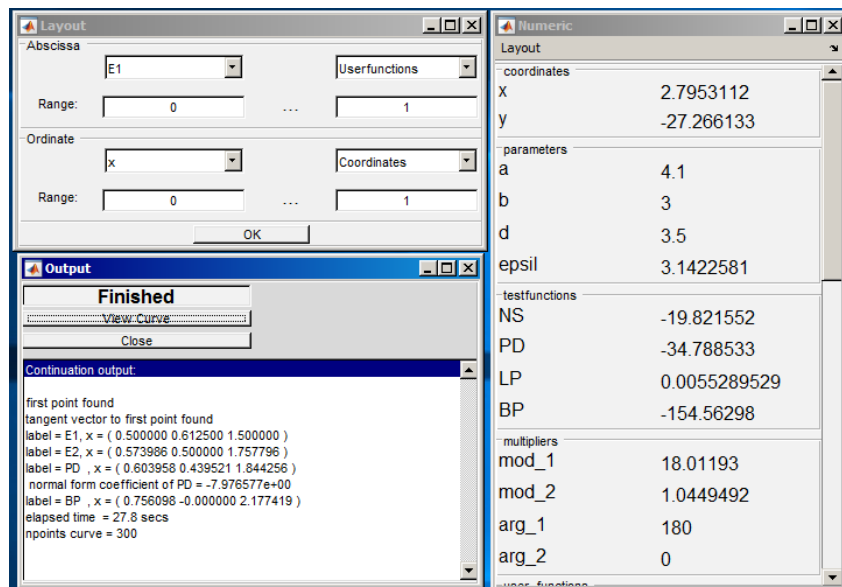 Layout
Abscissa
E1 Userfunctions
Range: 0 ... 1
Ordinate
x Coordinates
Range: 0 ... 1
OK
Output
Finished
View Curve
Close
Continuation output:
first point found
tangent vector to first point found
label = E1, x = ( 0.500000 0.612500 1.500000 )
label = E2, x = ( 0.573986 0.500000 1.757796 )
label = PD , x = ( 0.603958 0.439521 1.844256 )
normal form coefficient of PD = -7.976577e+00
label = BP , x = ( 0.756098 -0.000000 2.177419 )
elapsed time = 27.8 secs
npoints curve = 300
Numeric
Layout
coordinates
x 2.7953112
y -27.266133
parameters
a 4.1
b 3
d 3.5
epsil 3.1422581
testfunctions
NS -19.821552
PD -34.788533
LP 0.0055289529
BP -154.56298
multipliers
mod_1 18.01193
mod_2 1.0449492
arg_1 180
arg_2 0
user_functions